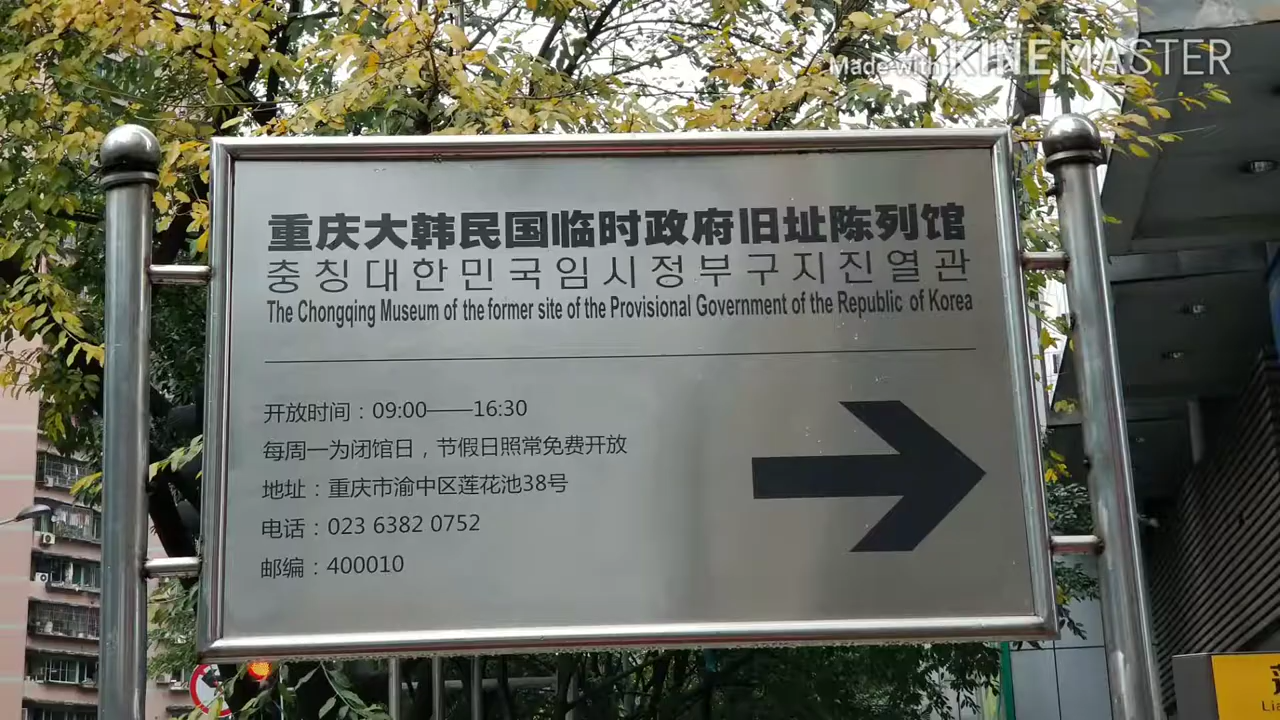 Made with KINEMASTER
重庆大韩民国临时政府旧址陈列馆
충칭대한민국임시정부구지진열관
The Chongqing Museum of the former site of the Provisional Government of the Republic of Korea
开放时间：09:00——16:30
每周一为闭馆日，节假日照常免费开放
地址：重庆市渝中区莲花池38号
电话：023 6382 0752
邮编：400010